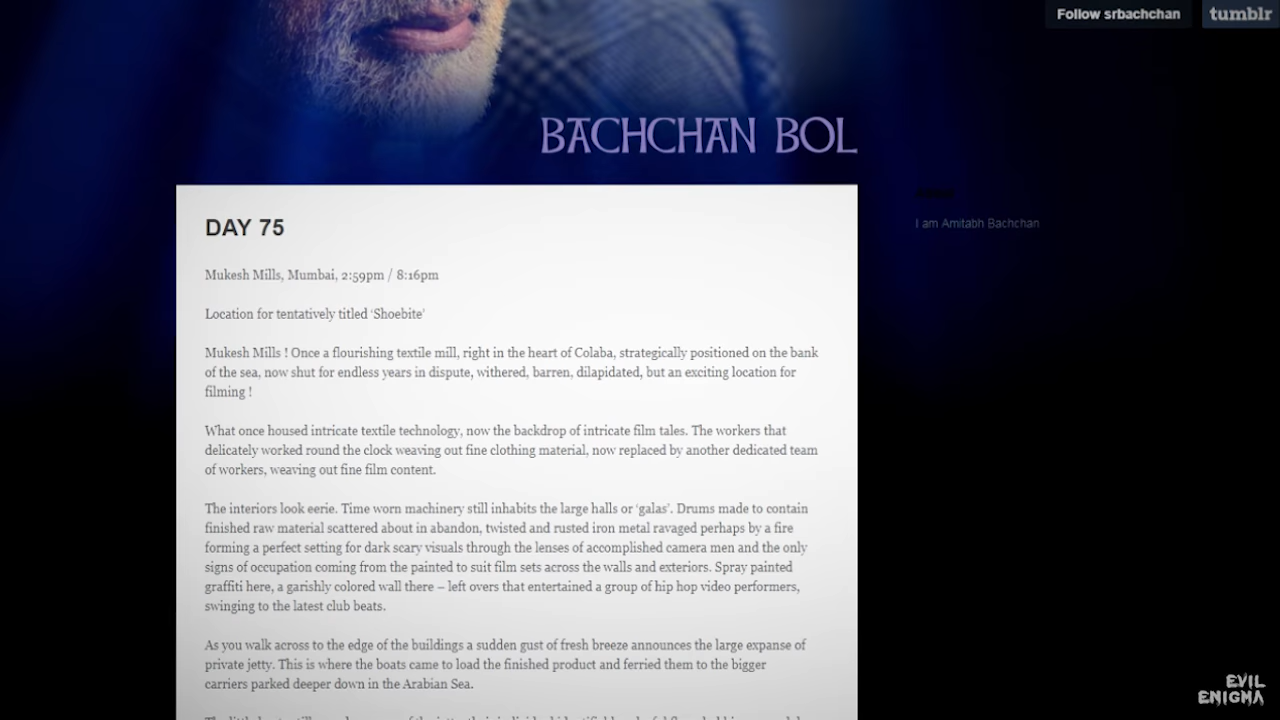 Follow srbachchan
tumblr
BACHCHAN BOL
DAY 75
I am Amitabh Bachchan
Mukesh Mills, Mumbai, 2:59pm / 8:16pm
Location for tentatively titled ‘Shoebite’
Mukesh Mills ! Once a flourishing textile mill, right in the heart of Colaba, strategically positioned on the bank
of the sea, now shut for endless years in dispute, withered, barren, dilapidated, but an exciting location for
filming !
What once housed intricate textile technology, now the backdrop of intricate film tales. The workers that
delicately worked round the clock weaving out fine clothing material, now replaced by another dedicated team
of workers, weaving out fine film content.
The interiors look eerie. Time worn machinery still inhabits the large halls or ‘galas’. Drums made to contain
finished raw material scattered about in abandon, twisted and rusted iron metal ravaged perhaps by a fire
forming a perfect setting for dark scary visuals through the lenses of accomplished camera men and the only
signs of occupation coming from the painted to suit film sets across the walls and exteriors. Spray painted
graffiti here, a garishly colored wall there – left overs that entertained a group of hip hop video performers,
swinging to the latest club beats.
As you walk across to the edge of the buildings a sudden gust of fresh breeze announces the large expanse of
private jetty. This is where the boats came to load the finished product and ferried them to the bigger
carriers parked deeper down in the Arabian Sea.
EVIL
ENIGMA